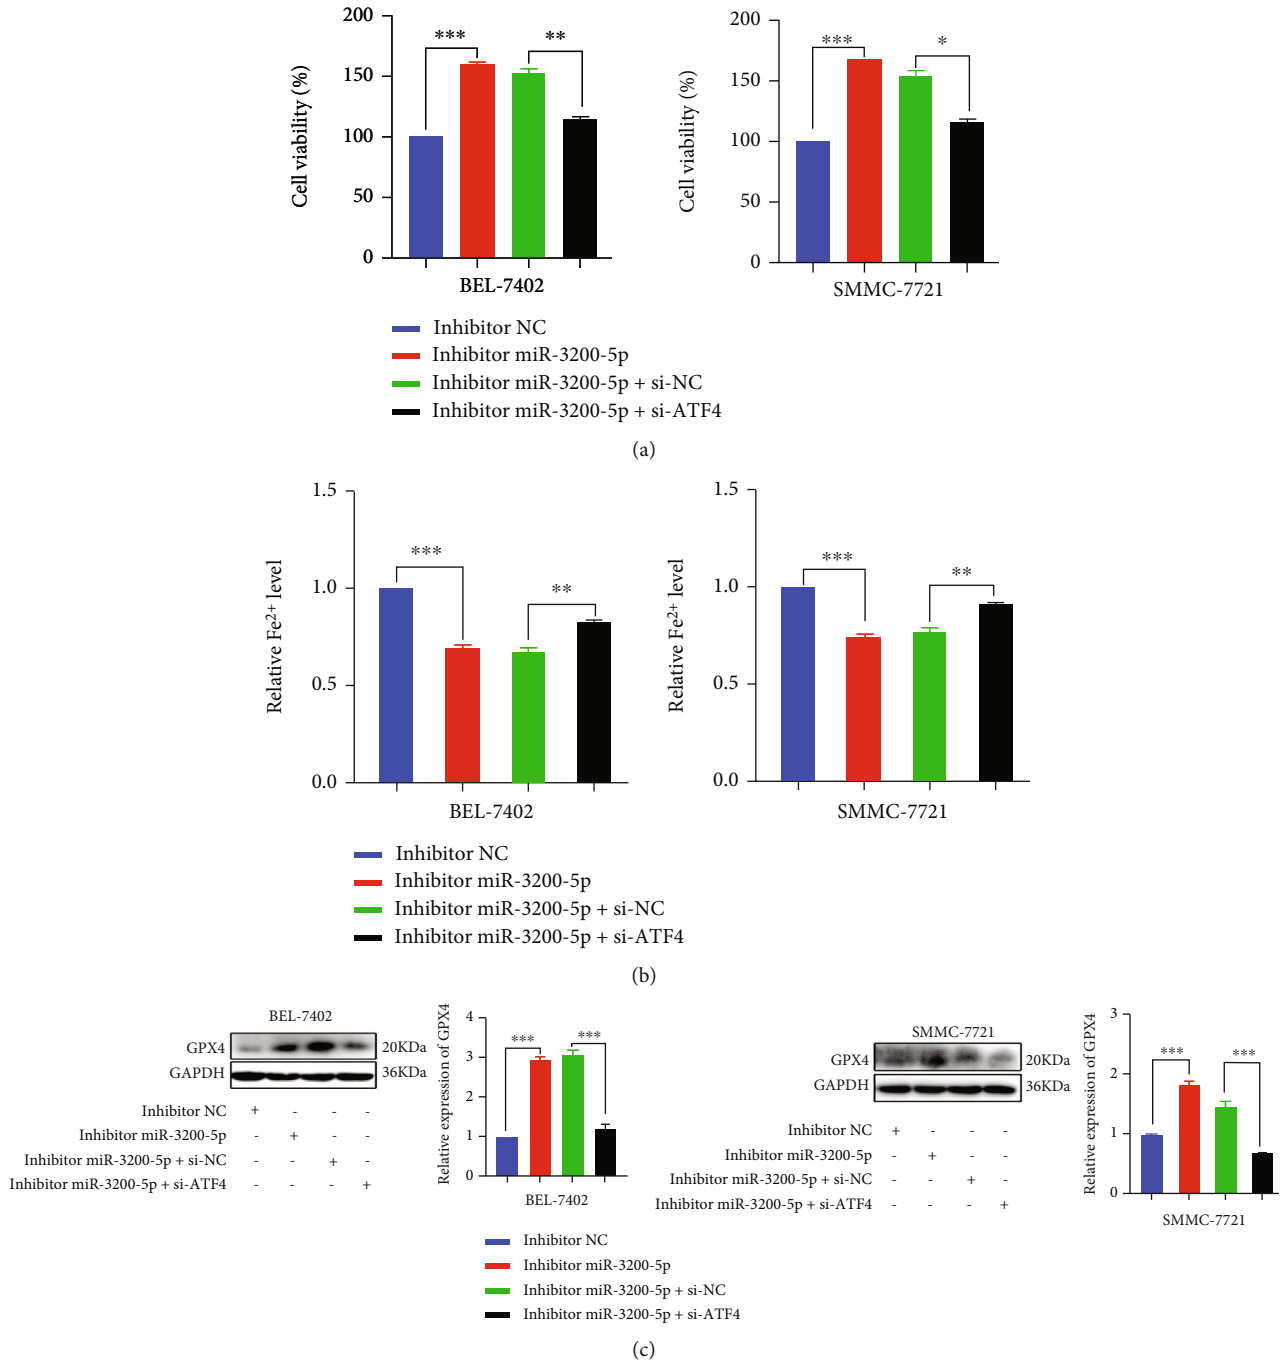 200
150
100
50
0
Cell viability (%)
***
**
BEL-7402
200
150
100
50
0
Cell viability (%)
***
*
SMMC-7721
Inhibitor NC
Inhibitor miR-3200-5p
Inhibitor miR-3200-5p + si-NC
Inhibitor miR-3200-5p + si-ATF4
(a)
1.5
1.0
0.5
0.0
Relative Fe²⁺ level
***
**
BEL-7402
1.5
1.0
0.5
0.0
Relative Fe²⁺ level
***
**
SMMC-7721
Inhibitor NC
Inhibitor miR-3200-5p
Inhibitor miR-3200-5p + si-NC
Inhibitor miR-3200-5p + si-ATF4
(b)
BEL-7402
GPX4 20KDa
GAPDH 36KDa
Inhibitor NC + - - -
Inhibitor miR-3200-5p - + - -
Inhibitor miR-3200-5p + si-NC - - + -
Inhibitor miR-3200-5p + si-ATF4 - - - +
4
3
2
1
0
Relative expression of GPX4
***
***
BEL-7402
SMMC-7721
GPX4 20KDa
GAPDH 36KDa
Inhibitor NC + - - -
Inhibitor miR-3200-5p - + - -
Inhibitor miR-3200-5p + si-NC - - + -
Inhibitor miR-3200-5p + si-ATF4 - - - +
3
2
1
0
Relative expression of GPX4
***
***
SMMC-7721
Inhibitor NC
Inhibitor miR-3200-5p
Inhibitor miR-3200-5p + si-NC
Inhibitor miR-3200-5p + si-ATF4
(c)